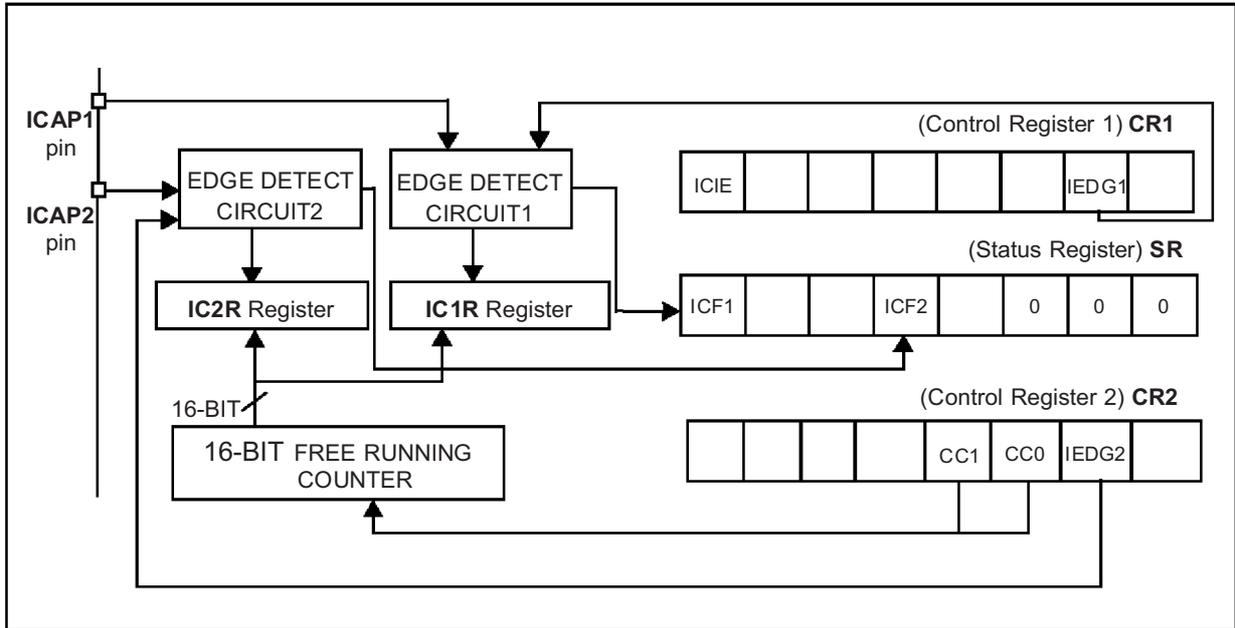 ICAP1
pin
ICAP2
pin
EDGE DETECT
CIRCUIT2
EDGE DETECT
CIRCUIT1
IC2R Register
IC1R Register
16-BIT
16-BIT FREE RUNNING
COUNTER
(Control Register 1) CR1
ICIE IEDG1
(Status Register) SR
ICF1 ICF2 0 0 0
(Control Register 2) CR2
CC1 CC0 IEDG2